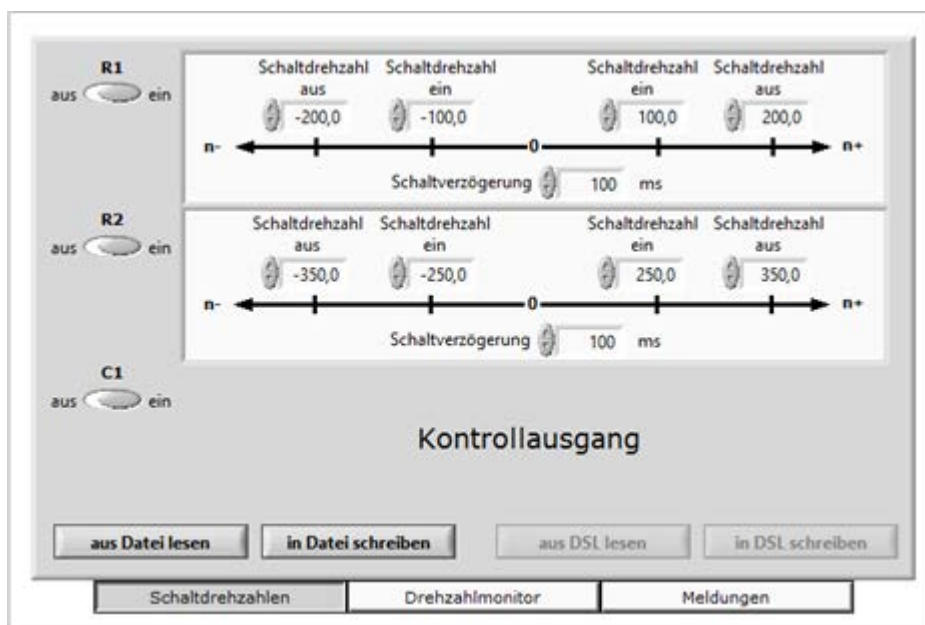 R1
aus ein
Schaltdrehzahl Schaltdrehzahl Schaltdrehzahl Schaltdrehzahl
aus ein ein aus
-200,0 -100,0 100,0 200,0
n- 0 n+
Schaltverzögerung 100 ms
R2
aus ein
Schaltdrehzahl Schaltdrehzahl Schaltdrehzahl Schaltdrehzahl
aus ein ein aus
-350,0 -250,0 250,0 350,0
n- 0 n+
Schaltverzögerung 100 ms
C1
aus ein
Kontrollausgang
aus Datei lesen in Datei schreiben aus DSL lesen in DSL schreiben
Schaltdrehzahlen Drehzahlmonitor Meldungen